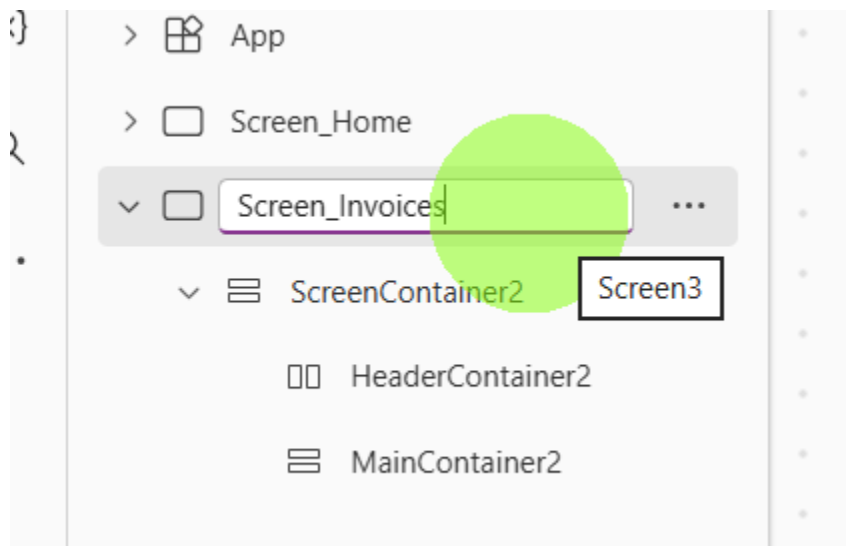 App
Screen_Home
Screen_Invoices
ScreenContainer2
Screen3
HeaderContainer2
MainContainer2